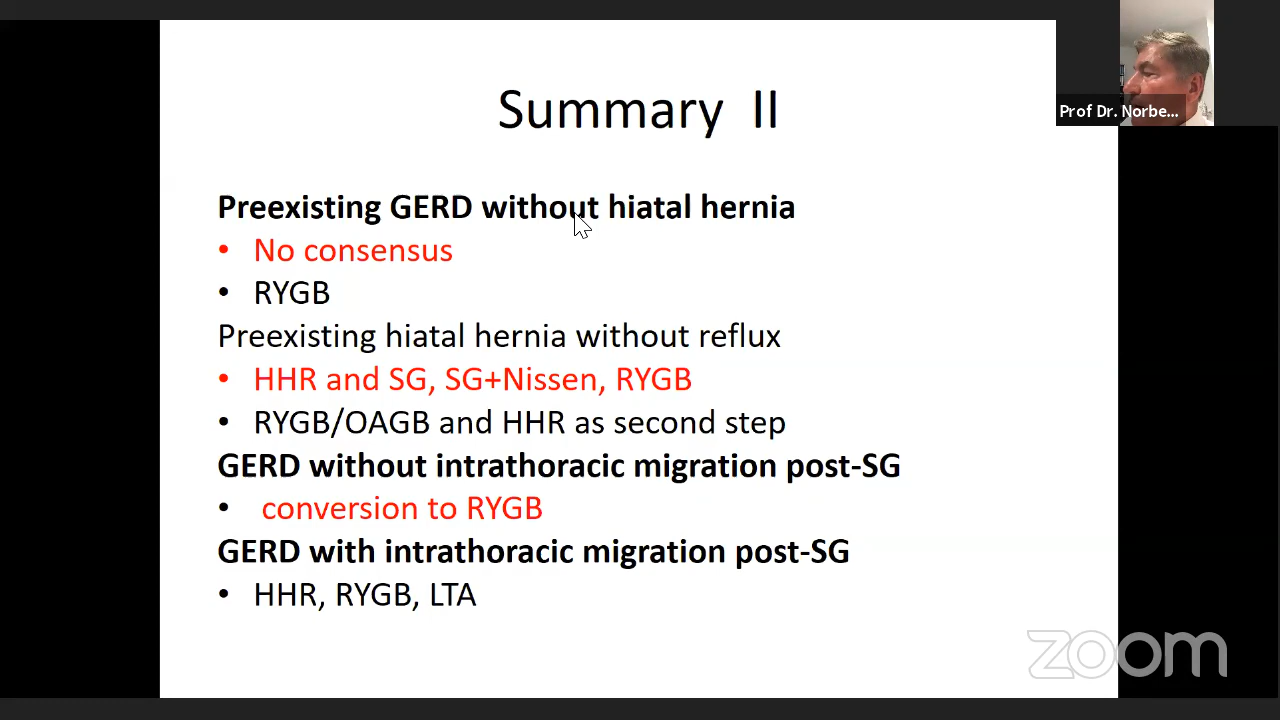 Summary II
Prof Dr. Norbe...
Preexisting GERD without hiatal hernia
• No consensus
• RYGB
Preexisting hiatal hernia without reflux
• HHR and SG, SG+Nissen, RYGB
• RYGB/OAGB and HHR as second step
GERD without intrathoracic migration post-SG
• conversion to RYGB
GERD with intrathoracic migration post-SG
• HHR, RYGB, LTA
zoom